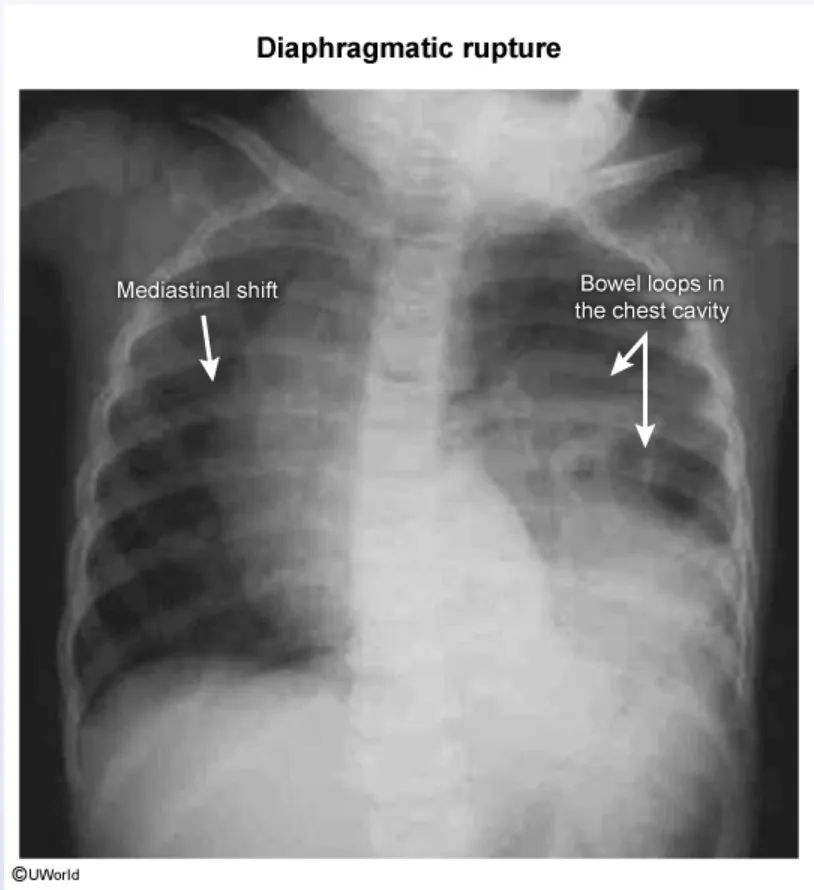 Diaphragmatic rupture
Mediastinal shift
Bowel loops in
the chest cavity
©UWorld